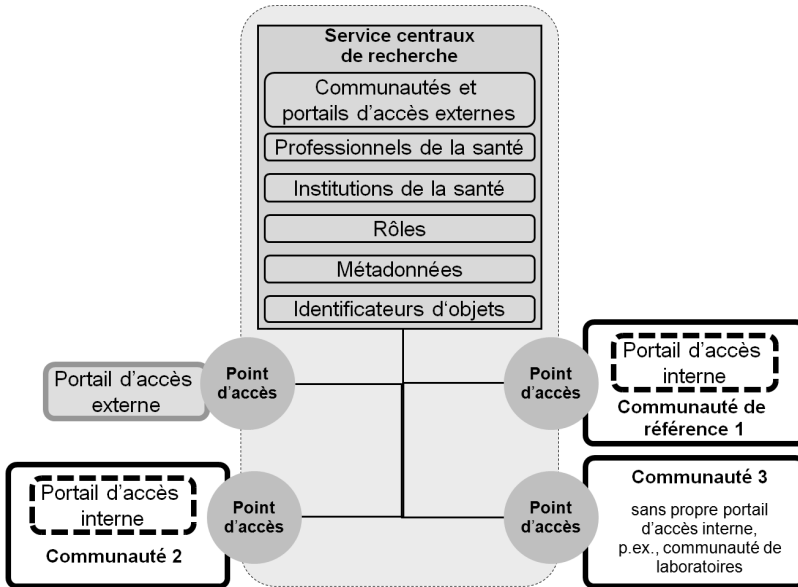 Service centraux
de recherche
Communautés et
portails d'accès externes
Professionnels de la santé
Institutions de la santé
Rôles
Métadonnées
Identificateurs d‘objets
Portail d'accès
externe
Point
d'accès
Point
d'accès
Portail d'accès
interne
Communauté de
référence 1
Portail d'accès
interne
Communauté 2
Point
d'accès
Point
d'accès
Communauté 3
sans propre portail
d'accès interne,
p.ex., communauté de
laboratoires